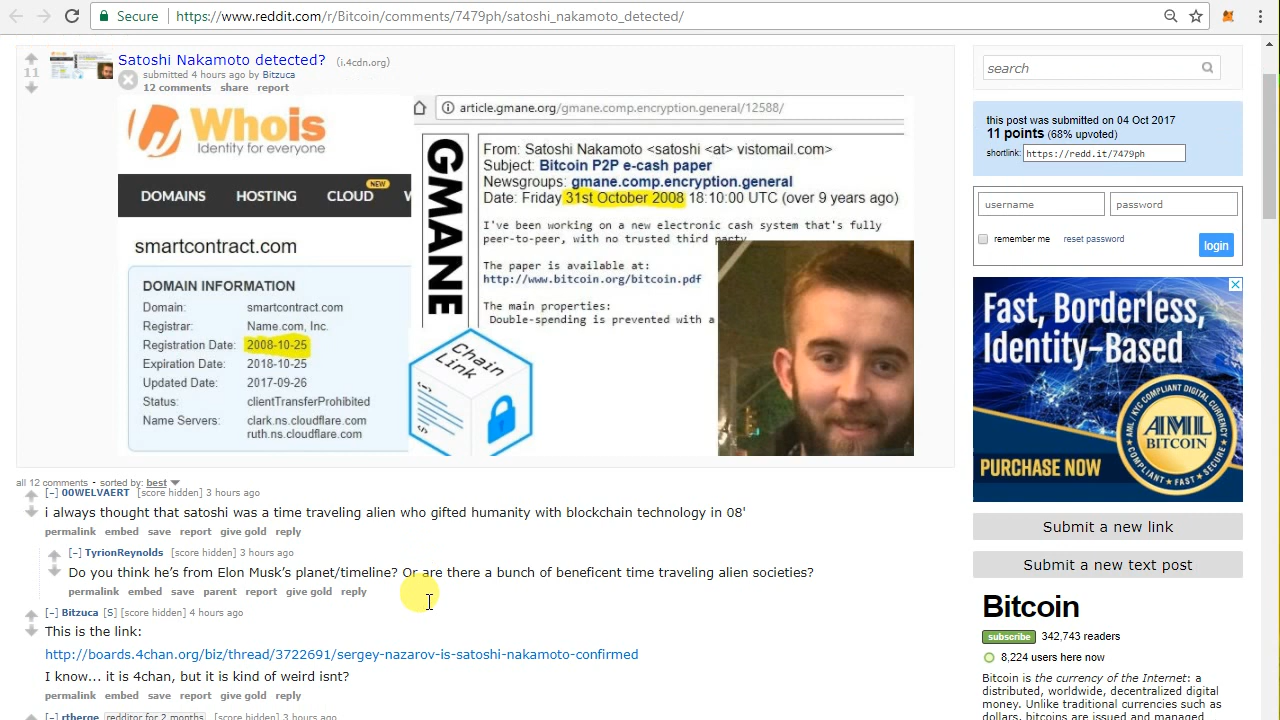 Secure https://www.reddit.com/r/Bitcoin/comments/7479ph/satoshi_nakamoto_detected/
11
Satoshi Nakamoto detected? (i.4cdn.org)
submitted 4 hours ago by Bitzuca
12 comments share report
Whois
Identity for everyone
DOMAINS HOSTING CLOUD NEW
smartcontract.com
DOMAIN INFORMATION
Domain: smartcontract.com
Registrar: Name.com, Inc.
Registration Date: 2008-10-25
Expiration Date: 2018-10-25
Updated Date: 2017-09-26
Status: clientTransferProhibited
Name Servers: clark.ns.cloudflare.com
ruth.ns.cloudflare.com
article.gmane.org/gmane.comp.encryption.general/12588/
GMANE
From: Satoshi Nakamoto <satoshi <at> vistomail.com>
Subject: Bitcoin P2P e-cash paper
Newsgroups: gmane.comp.encryption.general
Date: Friday 31st October 2008 18:10:00 UTC (over 9 years ago)
I've been working on a new electronic cash system that's fully
peer-to-peer, with no trusted third party
The paper is available at:
http://www.bitcoin.org/bitcoin.pdf
The main properties:
Double-spending is prevented with a
Chain
Link
all 12 comments - sorted by: best
[–] 00WELVAERT [score hidden] 3 hours ago
i always thought that satoshi was a time traveling alien who gifted humanity with blockchain technology in 08'
permalink embed save report give gold reply
[–] TyrionReynolds [score hidden] 3 hours ago
Do you think he's from Elon Musk's planet/timeline? Or are there a bunch of beneficent time traveling alien societies?
permalink embed save parent report give gold reply
[–] Bitzuca [S] [score hidden] 4 hours ago
This is the link:
http://boards.4chan.org/biz/thread/3722691/sergey-nazarov-is-satoshi-nakamoto-confirmed
I know... it is 4chan, but it is kind of weird isnt?
permalink embed save report give gold reply
[–] rtherge redditor for 2 months [score hidden] 3 hours ago
search
this post was submitted on 04 Oct 2017
11 points (68% upvoted)
shortlink: https://redd.it/7479ph
username password
remember me reset password login
Fast, Borderless,
Identity-Based
AML / KYC COMPLIANT DIGITAL CURRENCY
AML
BITCOIN
PURCHASE NOW
Submit a new link
Submit a new text post
Bitcoin
subscribe 342,743 readers
8,224 users here now
Bitcoin is the currency of the Internet: a
distributed, worldwide, decentralized digital
money. Unlike traditional currencies such as
dollars, bitcoins are issued and managed